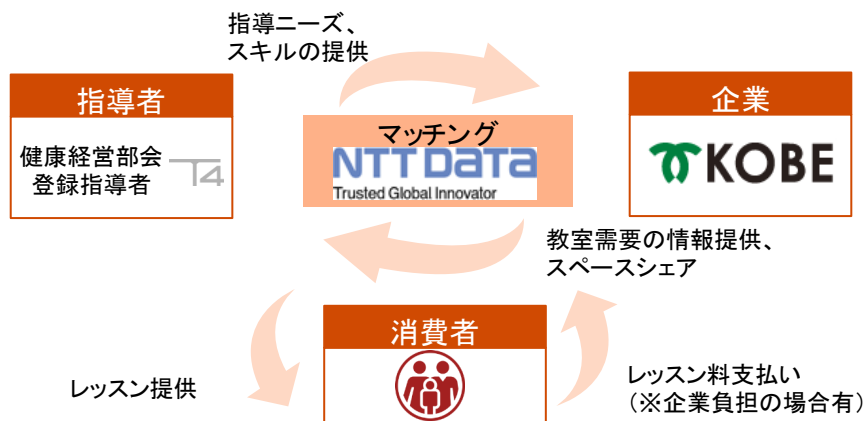 指導ニーズ、
スキルの提供
指導者
健康経営部会
登録指導者
T4
マッチング
NTT DATA
Trusted Global Innovator
企業
KOBE
教室需要の情報提供、
スペースシェア
消費者
レッスン提供
レッスン料支払い
(※企業負担の場合有)